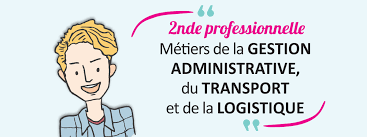 2nde professionnelle
Métiers de la GESTION
ADMINISTRATIVE,
du TRANSPORT
et de la LOGISTIQUE